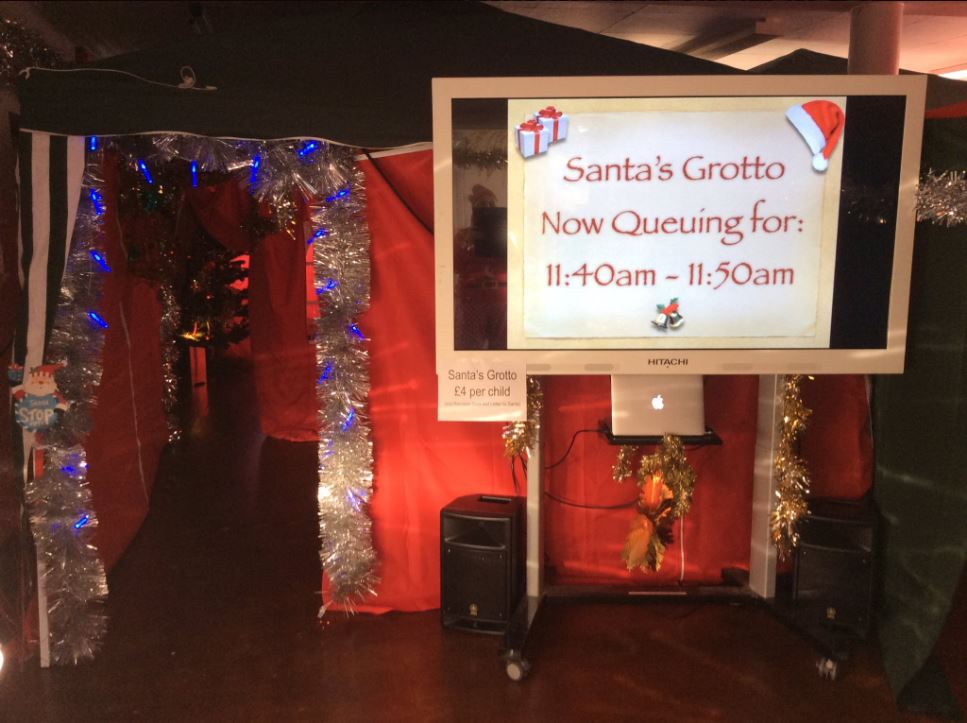 Santa's Grotto
Now Queuing for:
11:40am - 11:50am
HITACHI
Santa's Grotto
£4 per child
STOP